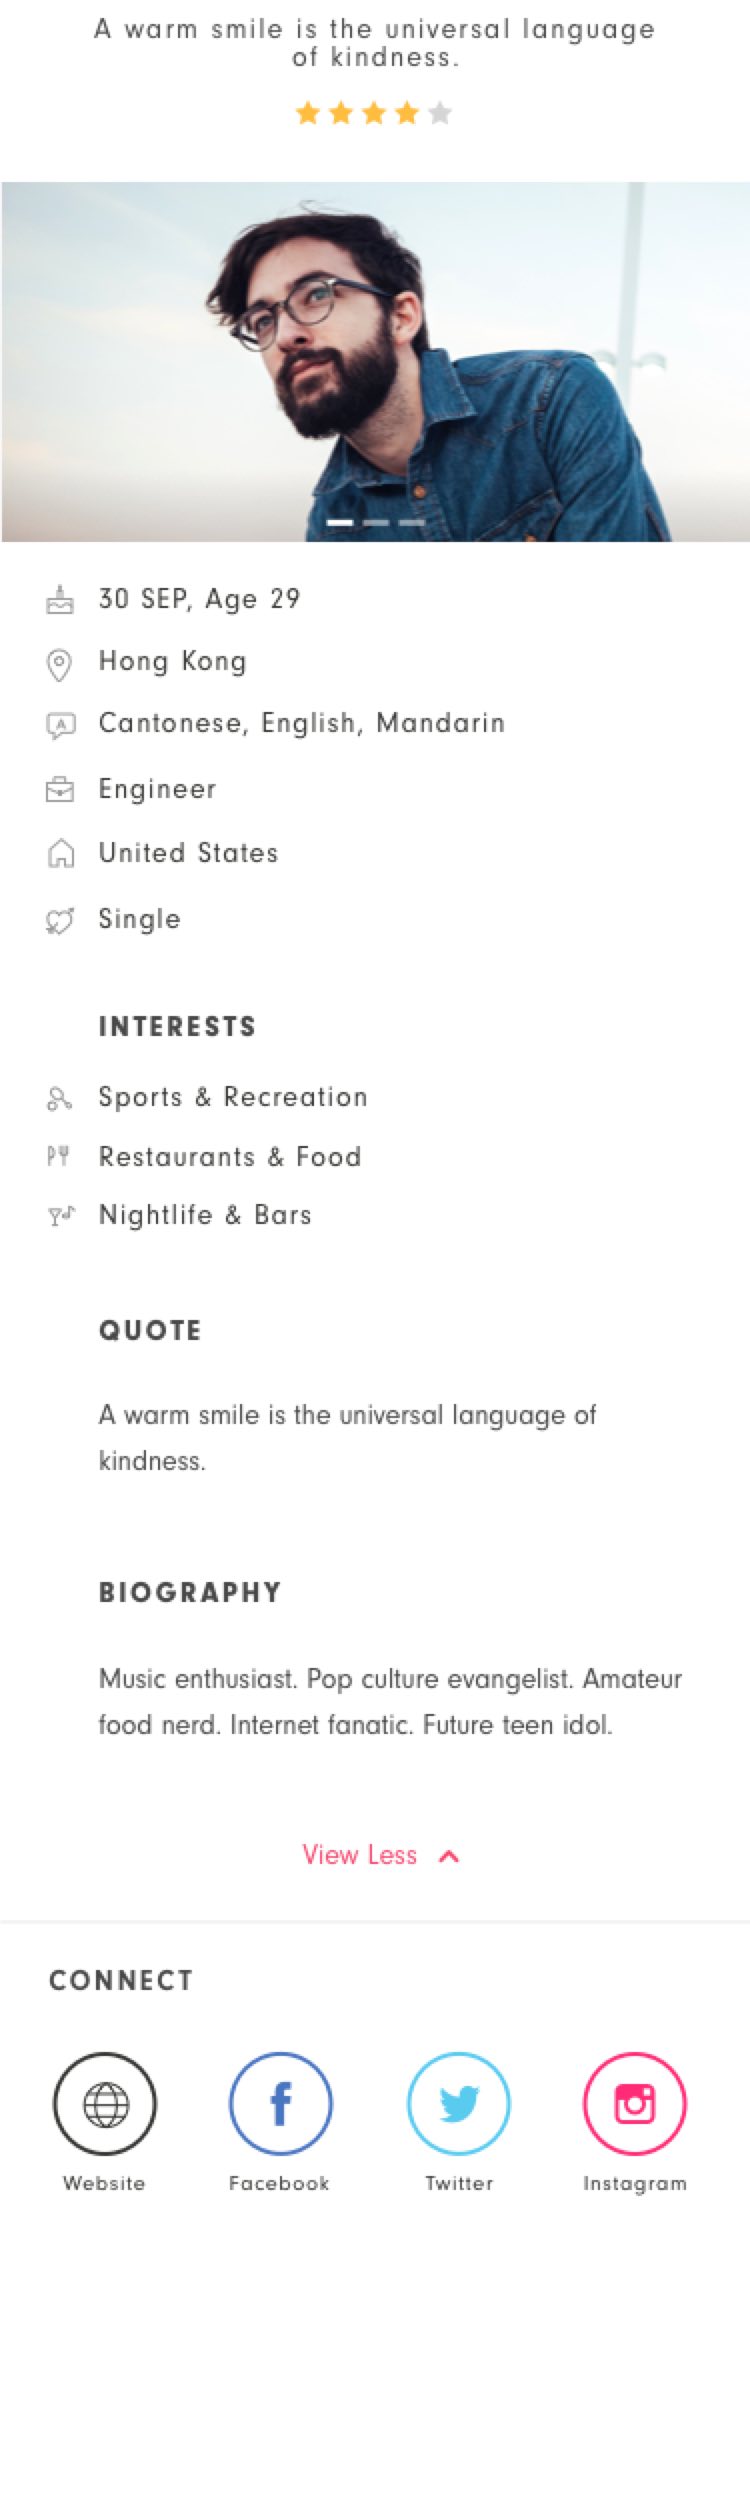 A warm smile is the universal language
of kindness.
30 SEP, Age 29
Hong Kong
Cantonese, English, Mandarin
Engineer
United States
Single
INTERESTS
Sports & Recreation
Restaurants & Food
Nightlife & Bars
QUOTE
A warm smile is the universal language of
kindness.
BIOGRAPHY
Music enthusiast. Pop culture evangelist. Amateur
food nerd. Internet fanatic. Future teen idol.
View Less
CONNECT
Website
Facebook
Twitter
Instagram